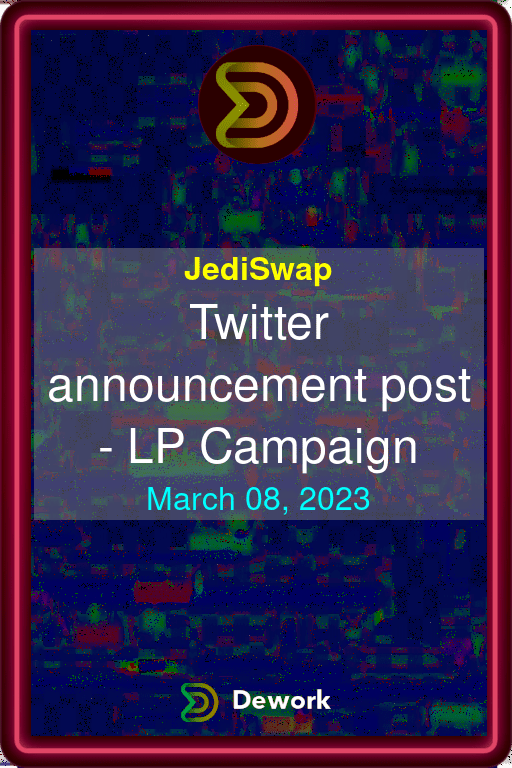 JediSwap
Twitter
announcement post
- LP Campaign
March 08, 2023
Dework